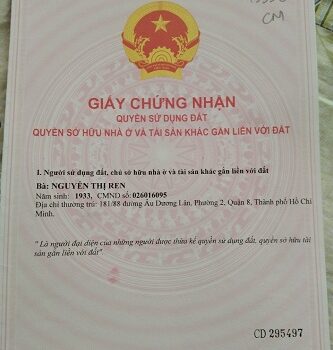 CM
GIẤY CHỨNG NHẬN
QUYỀN SỬ DỤNG ĐẤT
QUYỀN SỞ HỮU NHÀ Ở VÀ TÀI SẢN KHÁC GẮN LIỀN VỚI ĐẤT
I. Người sử dụng đất, chủ sở hữu nhà ở và tài sản khác gắn liền với đất
Bà: NGUYỄN THỊ REN
Năm sinh: 1933, CMND số: 026016095
Địa chỉ thường trú: 181/88 đường Âu Dương Lân, Phường 2, Quận 8, Thành phố Hồ Chí
Minh.
"Là người đại diện của những người được thừa kế quyền sử dụng đất, quyền sở hữu tài
sản gắn liền với đất"
CD 295497